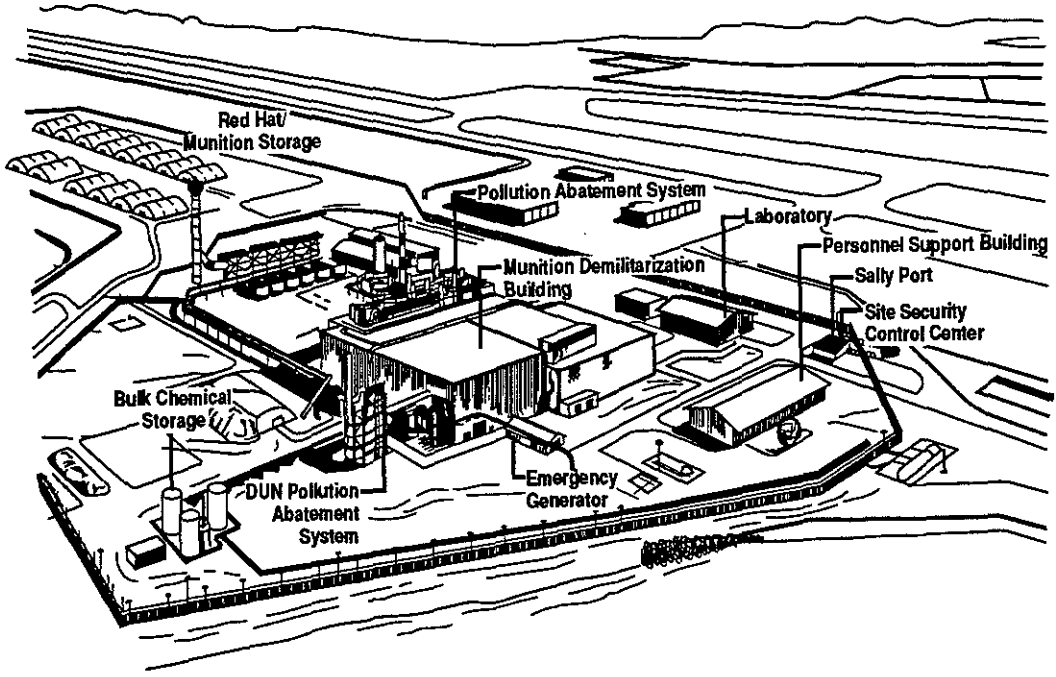 Red Hat/
Munition Storage
Pollution Abatement System
Laboratory
Personnel Support Building
Munition Demilitarization
Building
Sally Port
Site Security
Control Center
Bulk Chemical
Storage
DUN Pollution
Abatement
System
Emergency
Generator